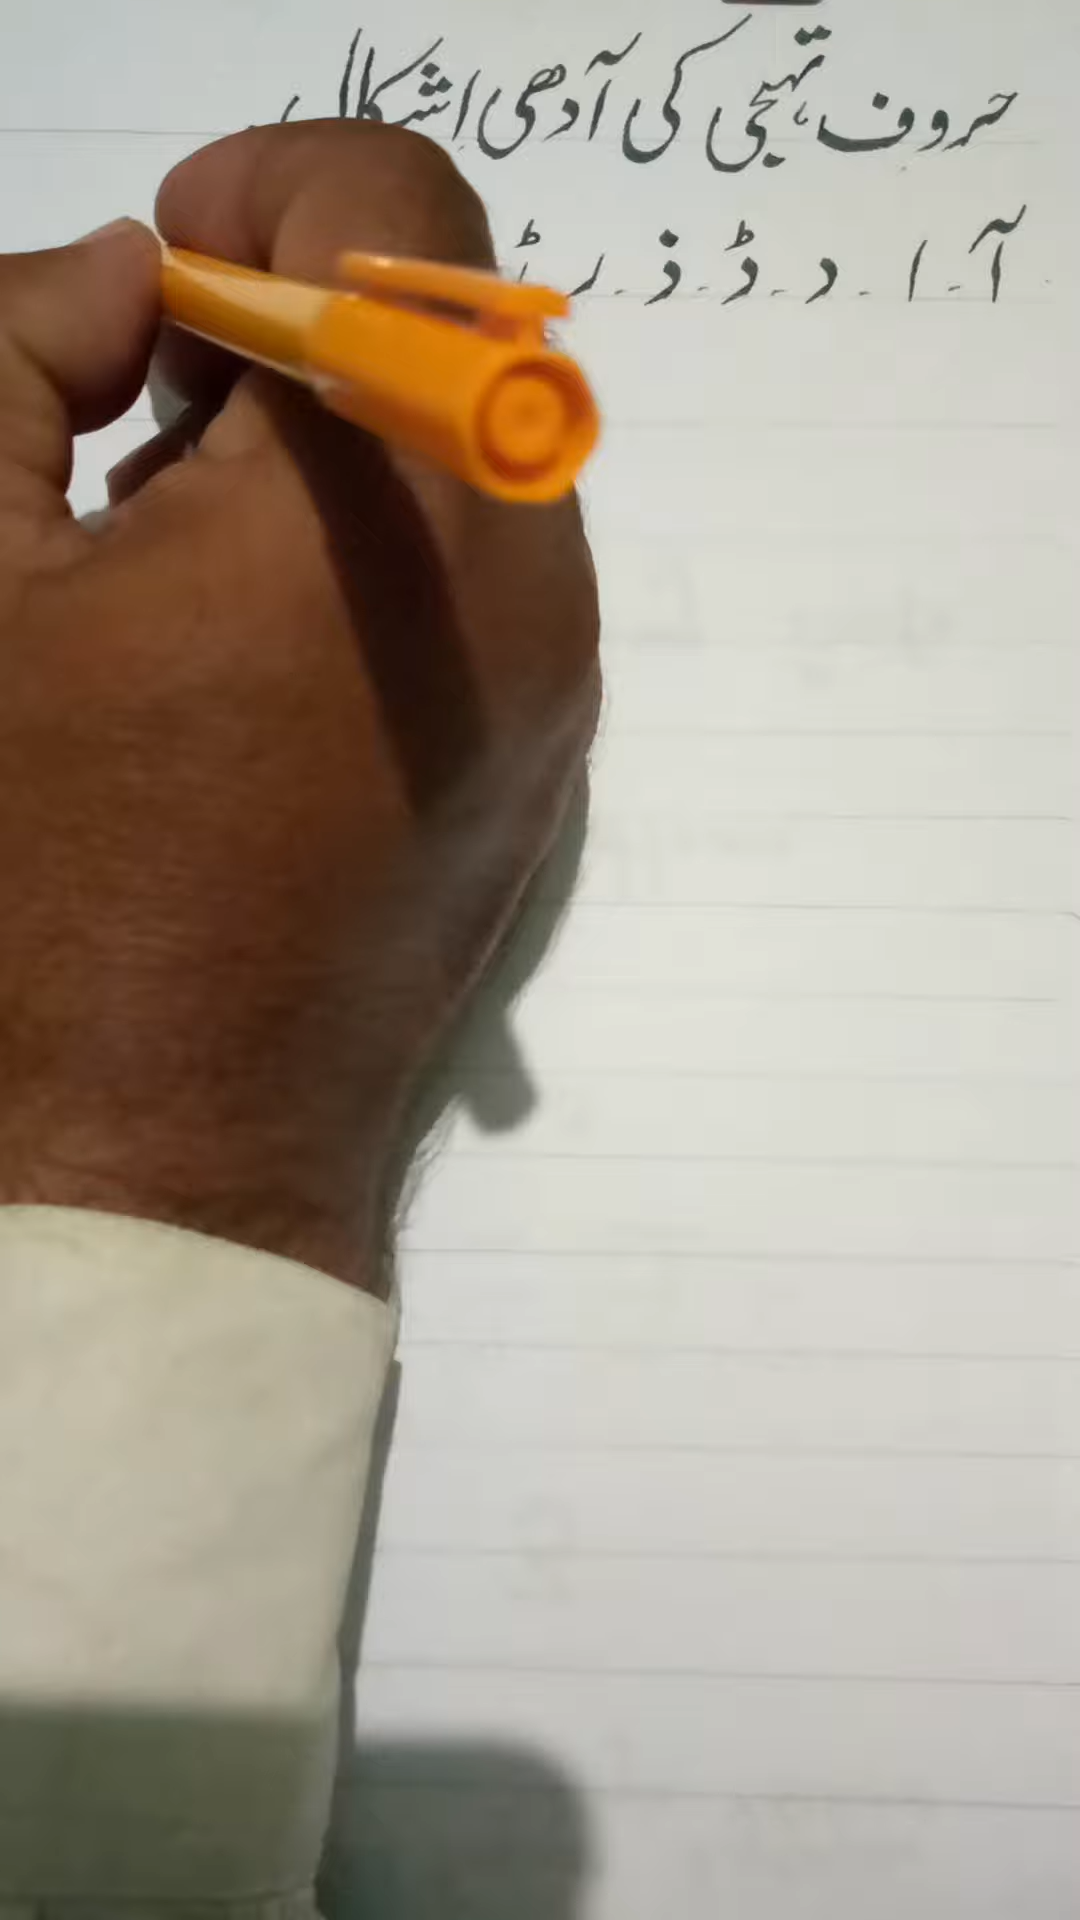 حروف تہجی کی آدھی اشکال
آ ۔ ا ۔ د ۔ ڈ ۔ ذ ۔ ر ۔ ڑ